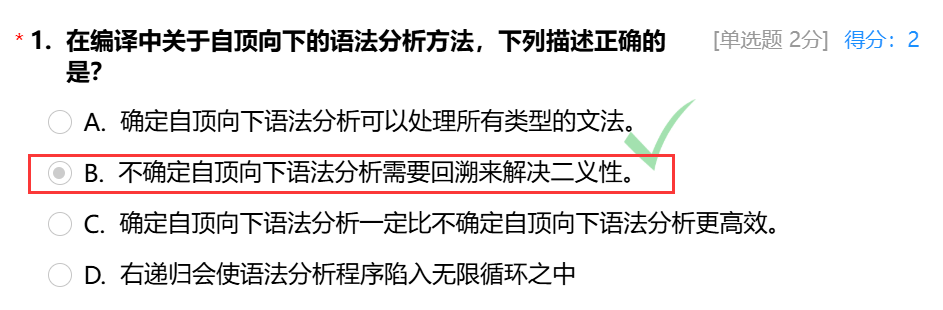 * 1. 在编译中关于自顶向下的语法分析方法，下列描述正确的 [单选题 2分] 得分：2
是？
A. 确定自顶向下语法分析可以处理所有类型的文法。
B. 不确定自顶向下语法分析需要回溯来解决二义性。
C. 确定自顶向下语法分析一定比不确定自顶向下语法分析更高效。
D. 右递归会使语法分析程序陷入无限循环之中